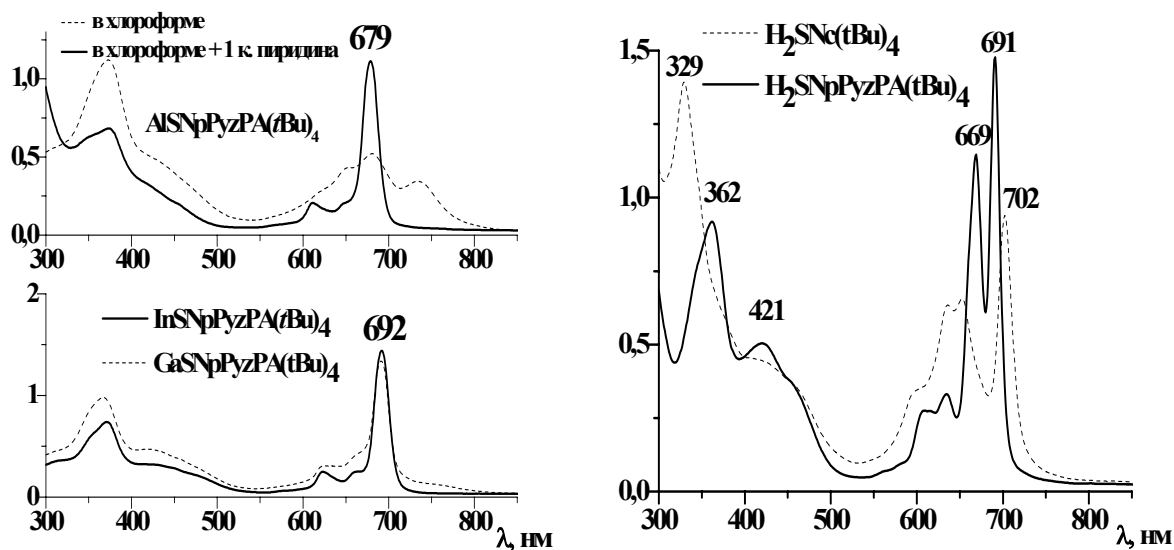 в хлороформе
в хлороформе + 1 к. пиридина
679
1,0
AlSNpPyzPA(tBu)4
0,5
0,0
300 400 500 600 700 800
2
InSNpPyzPA(tBu)4
GaSNpPyzPA(tBu)4
692
1
0
300 400 500 600 700 800
λ, нм
H2SNc(tBu)4
H2SNpPyzPA(tBu)4
1,5
329
691
669
1,0
362
702
421
0,5
0,0
300 400 500 600 700 800
λ, нм